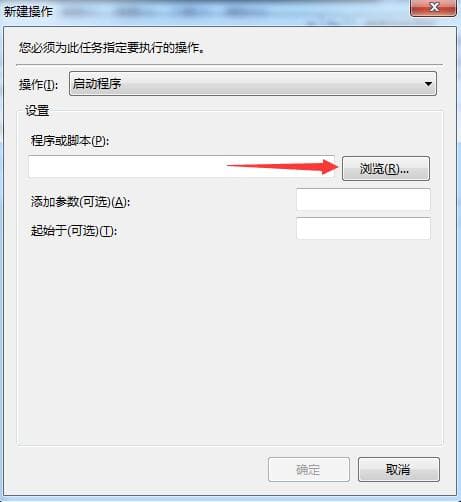 新建操作
您必须为此任务指定要执行的操作。
操作(I): 启动程序
设置
程序或脚本(P):
浏览(R)...
添加参数(可选)(A):
起始于(可选)(T):
确定 取消